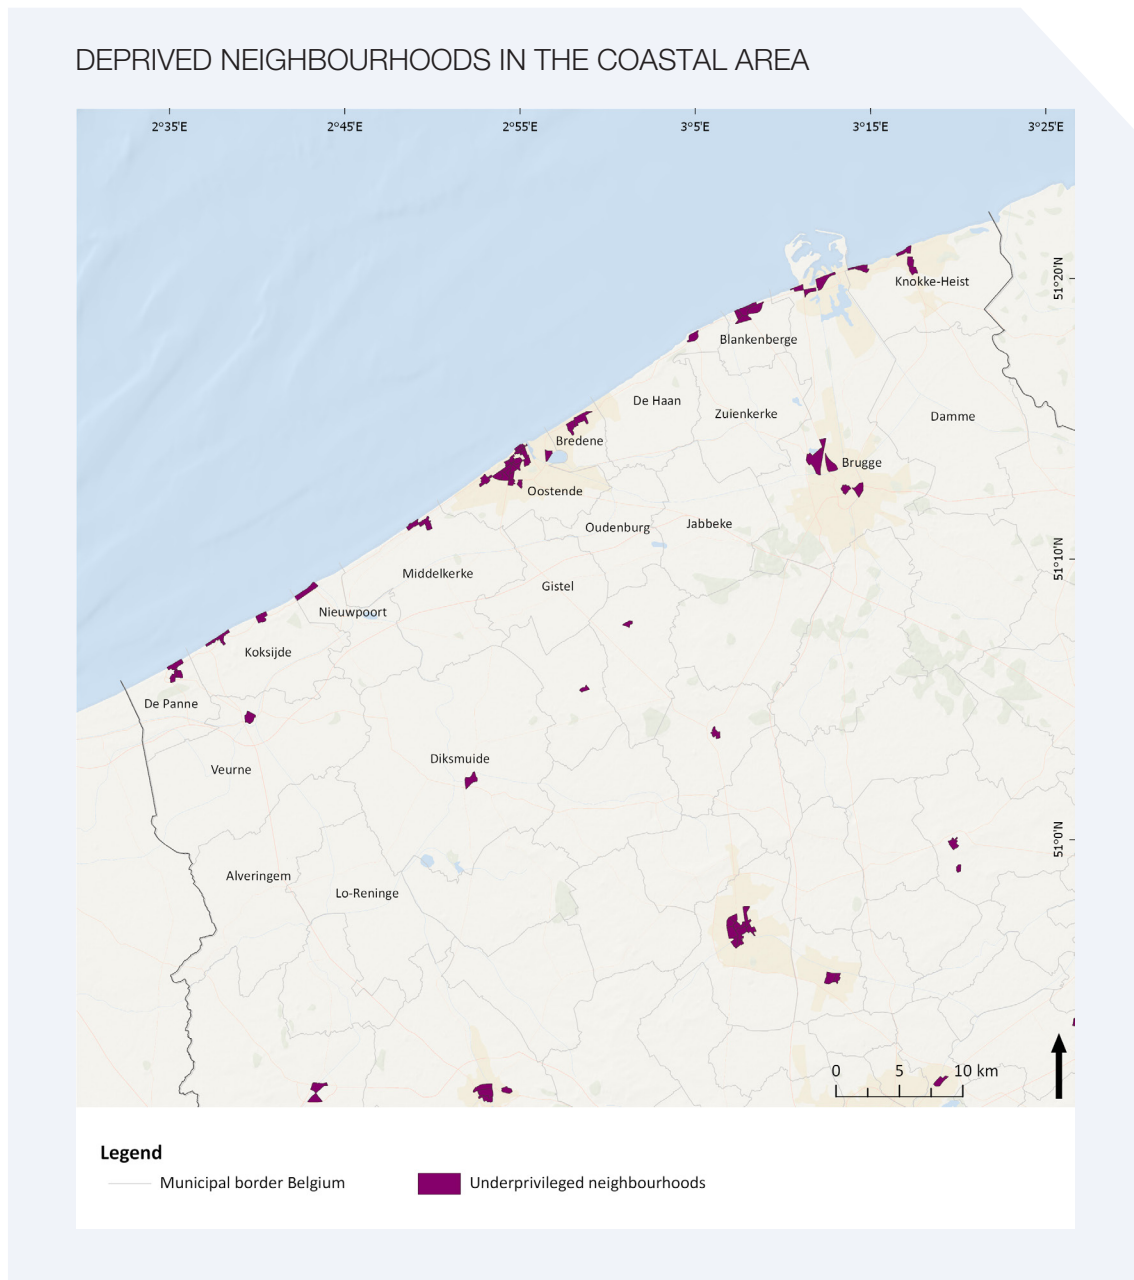 DEPRIVED NEIGHBOURHOODS IN THE COASTAL AREA
2°35'E 2°45'E 2°55'E 3°5'E 3°15'E 3°25'E
51°20'N
Knokke-Heist
Blankenberge
De Haan
Zuienkerke
Damme
Bredene
Brugge
Oostende
Oudenburg
Jabbeke
51°10'N
Middelkerke
Gistel
Nieuwpoort
Koksijde
De Panne
Diksmuide
Veurne
51°0'N
Alveringem
Lo-Reninge
0 5 10 km
Legend
Municipal border Belgium
Underprivileged neighbourhoods